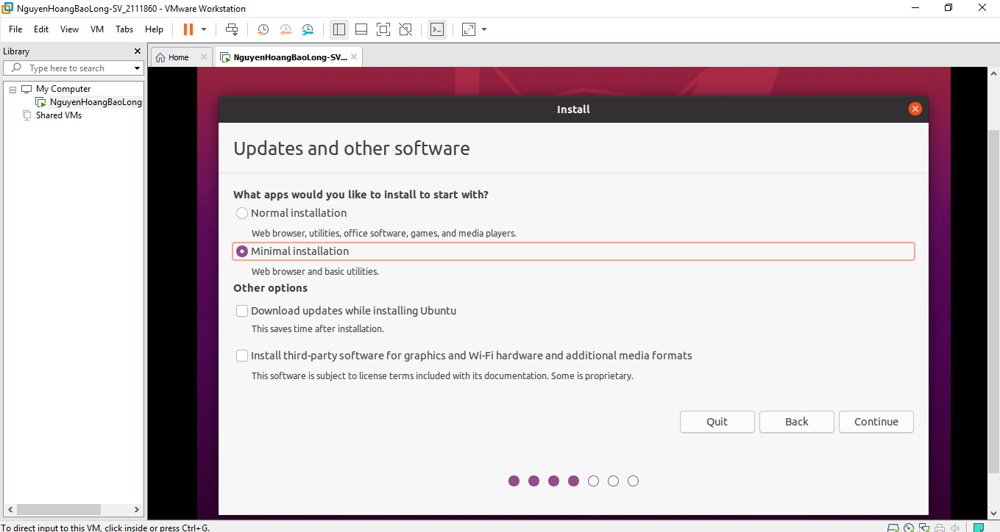 NguyenHoangBaoLong-SV_2111860 - VMware Workstation
File Edit View VM Tabs Help
Library
Type here to search
My Computer
NguyenHoangBaoLong
Shared VMs
Home
NguyenHoangBaoLong-SV...
Install
Updates and other software
What apps would you like to install to start with?
Normal installation
Web browser, utilities, office software, games, and media players.
Minimal installation
Web browser and basic utilities.
Other options
Download updates while installing Ubuntu
This saves time after installation.
Install third-party software for graphics and Wi-Fi hardware and additional media formats
This software is subject to license terms included with its documentation. Some is proprietary.
Quit Back Continue
To direct input to this VM, click inside or press Ctrl+G.